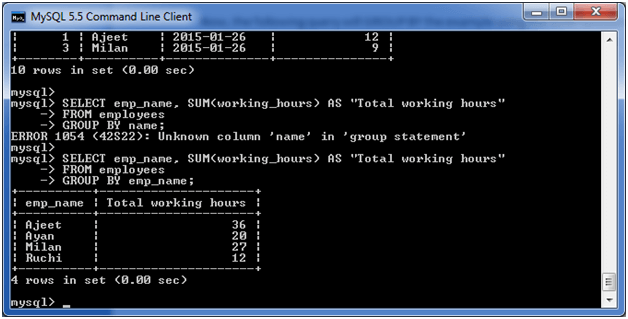 MySQL 5.5 Command Line Client
| 1 | Ajeet | 2015-01-26 | 12 |
| 3 | Milan | 2015-01-26 | 9 |
+----------+----------+------------+---------------+
10 rows in set (0.00 sec)
mysql>
mysql> SELECT emp_name, SUM(working_hours) AS "Total working hours"
-> FROM employees
-> GROUP BY name;
ERROR 1054 (42S22): Unknown column 'name' in 'group statement'
mysql>
mysql> SELECT emp_name, SUM(working_hours) AS "Total working hours"
-> FROM employees
-> GROUP BY emp_name;
+----------+---------------------+
| emp_name | Total working hours |
+----------+---------------------+
| Ajeet | 36 |
| Ayan | 20 |
| Milan | 27 |
| Ruchi | 12 |
+----------+---------------------+
4 rows in set (0.00 sec)
mysql> _